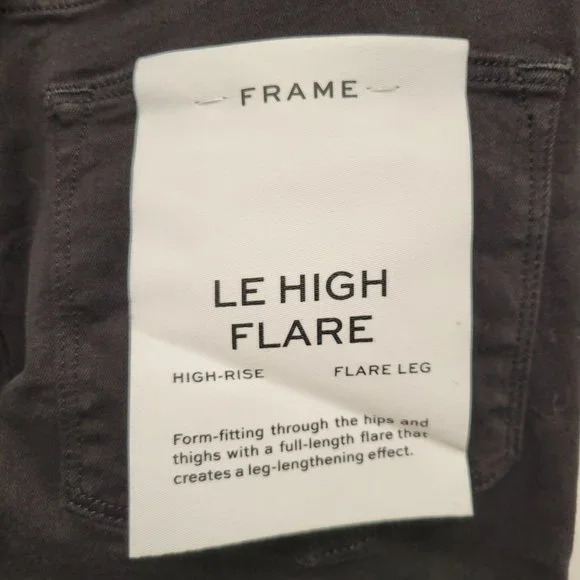 FRAME
LE HIGH
FLARE
HIGH-RISE FLARE LEG
Form-fitting through the hips and
thighs with a full-length flare that
creates a leg-lengthening effect.